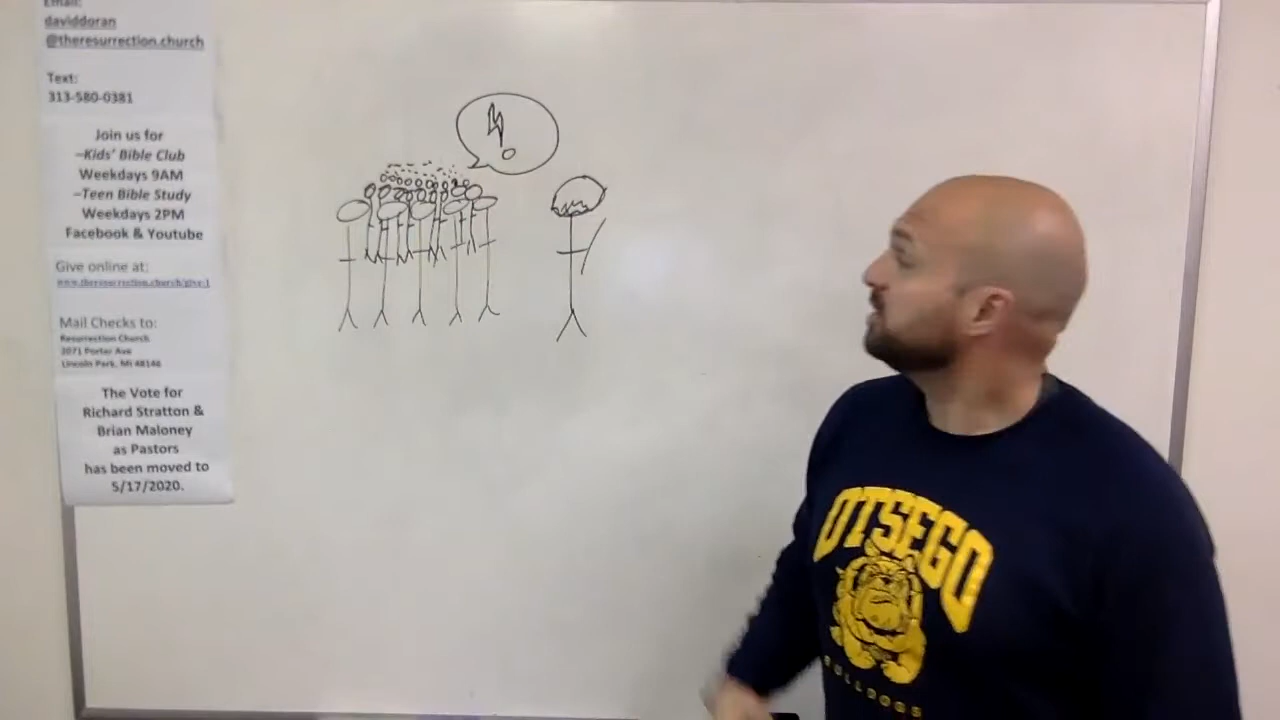 Email:
daviddoran
@theresurrection.church
Text:
313-580-0381
Join us for
–Kids' Bible Club
Weekdays 9AM
–Teen Bible Study
Weekdays 2PM
Facebook & Youtube
Give online at:
www.theresurrection.church/give-1
Mail Checks to:
Resurrection Church
2071 Porter Ave
Lincoln Park, MI 48146
The Vote for
Richard Stratton &
Brian Maloney
as Pastors
has been moved to
5/17/2020.
!
OTSEGO
BULLDOGS